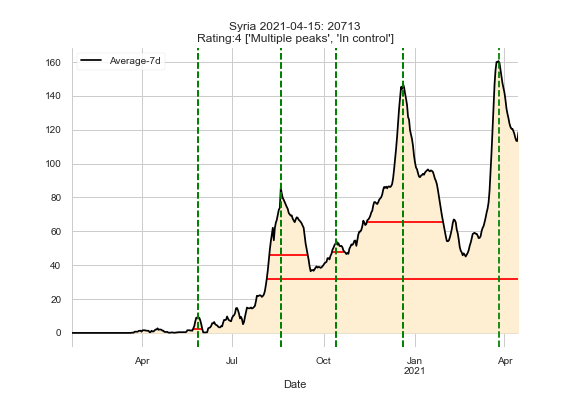 Syria 2021-04-15: 20713
Rating:4 ['Multiple peaks', 'In control']
Average-7d
160
140
120
100
80
60
40
20
0
Apr
Jul
Oct
Jan
2021
Apr
Date